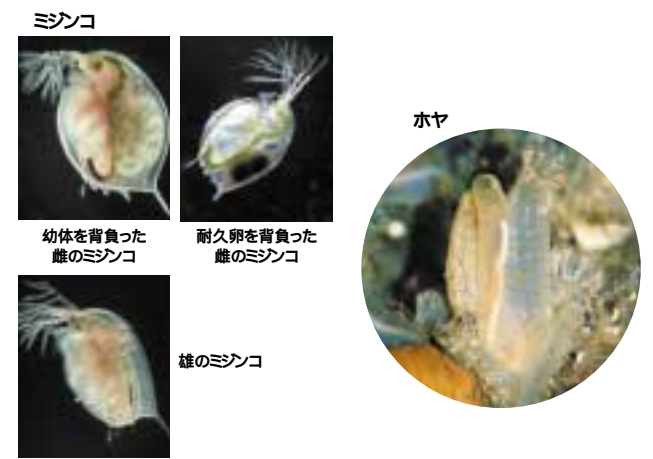 ミジンコ
ホヤ
幼体を背負った
雌のミジンコ
耐久卵を背負った
雌のミジンコ
雄のミジンコ